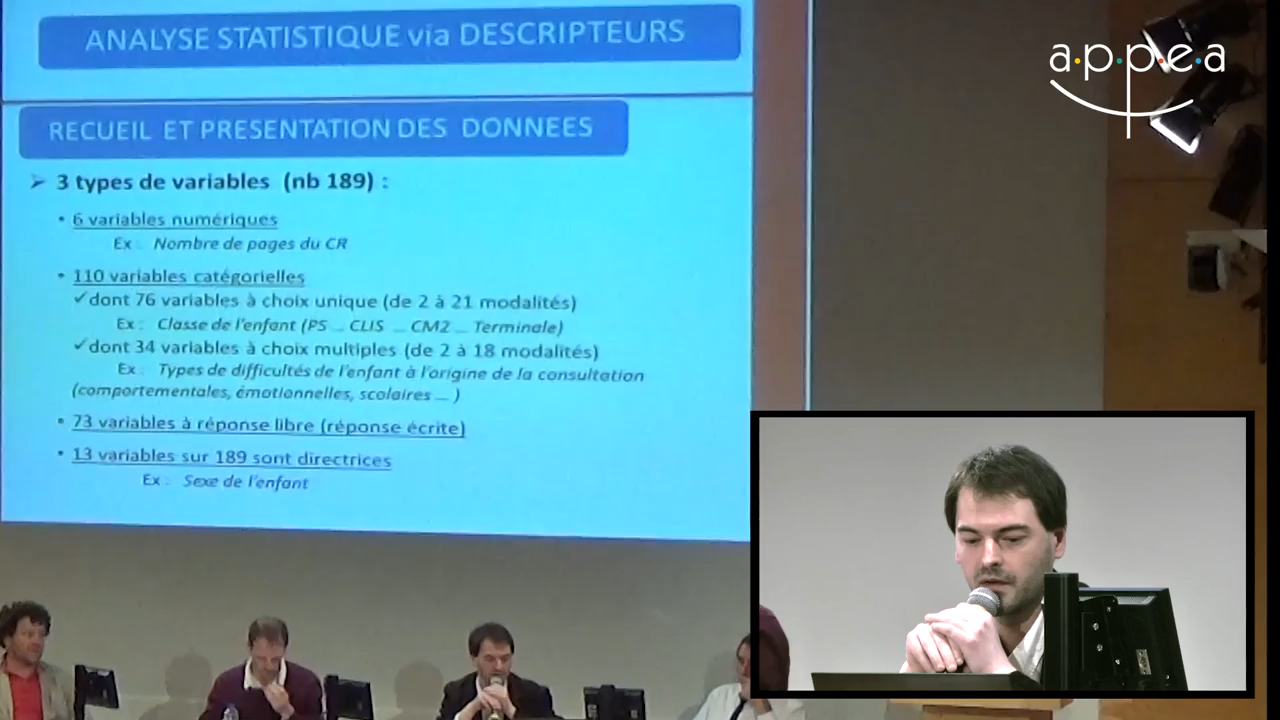 ANALYSE STATISTIQUE via DESCRIPTEURS
a·p·p·e·a
RECUEIL ET PRESENTATION DES DONNEES
➢ 3 types de variables (nb 189) :
• 6 variables numériques
Ex : Nombre de pages du CR
• 110 variables catégorielles
✓dont 76 variables à choix unique (de 2 à 21 modalités)
Ex : Classe de l'enfant (PS ... CLIS ... CM2 ... Terminale)
✓dont 34 variables à choix multiples (de 2 à 18 modalités)
Ex : Types de difficultés de l'enfant à l'origine de la consultation
(comportementales, émotionnelles, scolaires ... )
• 73 variables à réponse libre (réponse écrite)
• 13 variables sur 189 sont directrices
Ex : Sexe de l'enfant